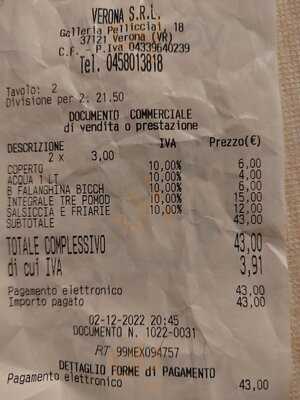 VERONA S.R.L.
Galleria Pellicciai, 18
37121 Verona (VR)
C.F. - P.Iva 04339640239
Tel. 0458013818
Tavolo: 2
Divisione per 2: 21.50
DOCUMENTO COMMERCIALE
di vendita o prestazione
DESCRIZIONE IVA Prezzo(€)
2 x 3,00
COPERTO 10,00% 6,00
ACQUA 1 LT 10,00% 4,00
B FALANGHINA BICCH 10,00% 6,00
INTEGRALE TRE POMOD 10,00% 15,00
SALSICCIA E FRIARIE 10,00% 12,00
SUBTOTALE 43,00
TOTALE COMPLESSIVO 43,00
di cui IVA 3,91
Pagamento elettronico 43,00
Importo pagato 43,00
02-12-2022 20:45
DOCUMENTO N. 1022-0031
RT 99MEX094757
DETTAGLIO FORME di PAGAMENTO
Pagamento elettronico 43,00